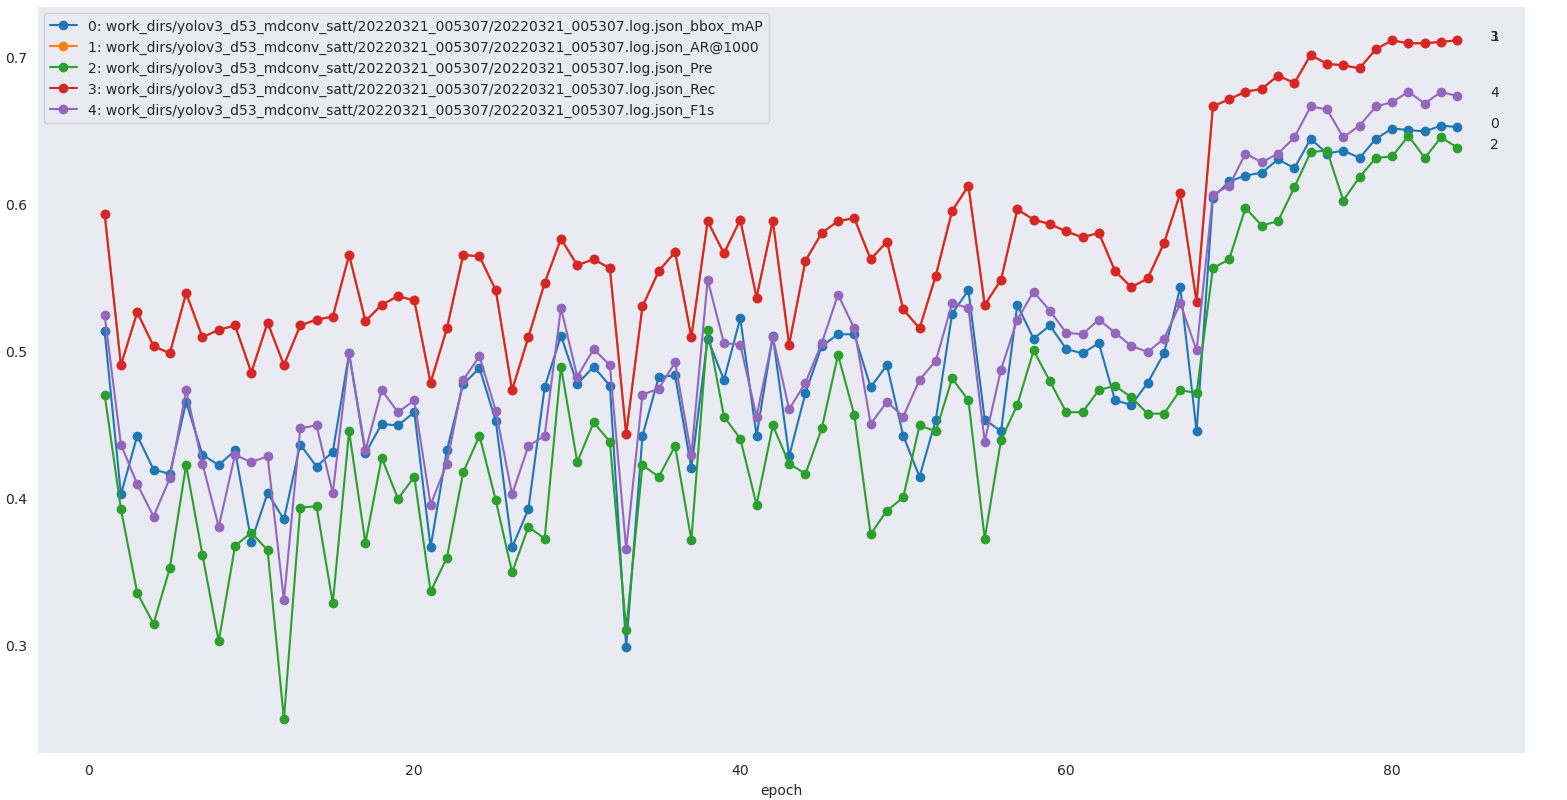 0: work_dirs/yolov3_d53_mdconv_satt/20220321_005307/20220321_005307.log.json_bbox_mAP
1: work_dirs/yolov3_d53_mdconv_satt/20220321_005307/20220321_005307.log.json_AR@1000
2: work_dirs/yolov3_d53_mdconv_satt/20220321_005307/20220321_005307.log.json_Pre
3: work_dirs/yolov3_d53_mdconv_satt/20220321_005307/20220321_005307.log.json_Rec
4: work_dirs/yolov3_d53_mdconv_satt/20220321_005307/20220321_005307.log.json_F1s
0.7
0.6
0.5
0.4
0.3
4
0
2
0 20 40 60 80
epoch